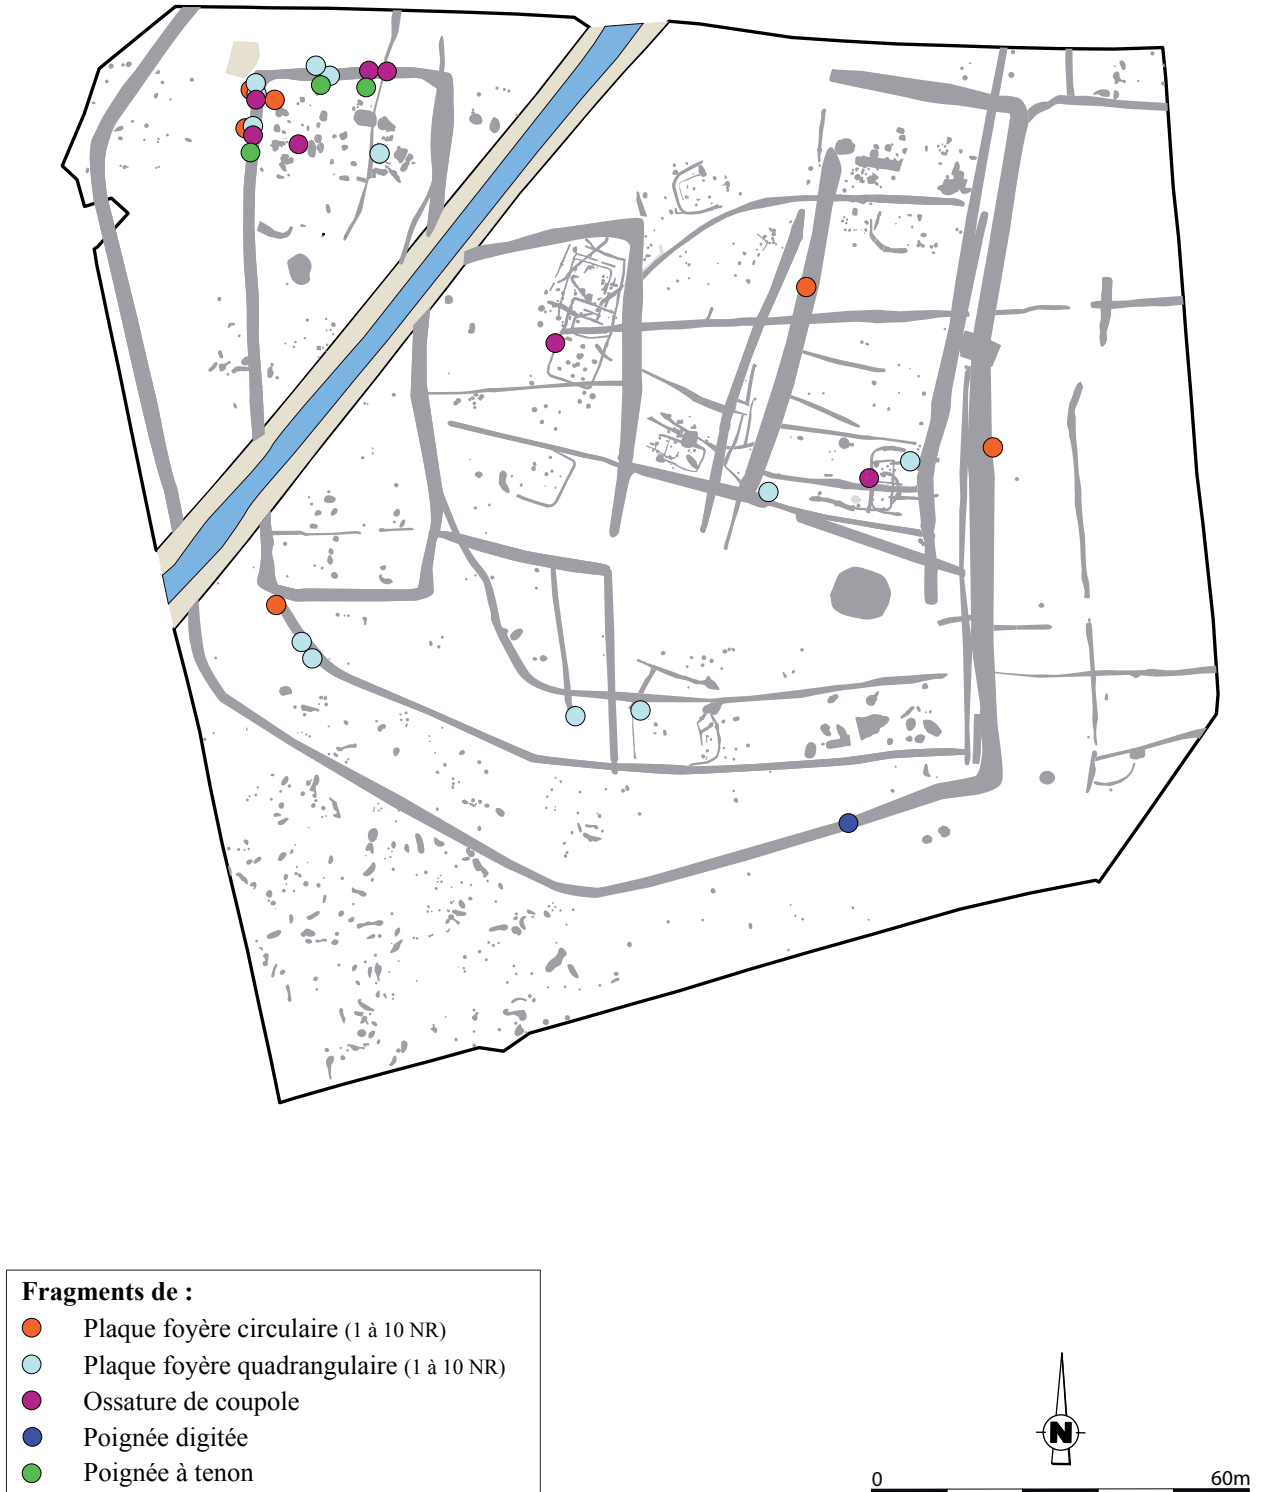 Fragments de :
Plaque foyère circulaire (1 à 10 NR)
Plaque foyère quadrangulaire (1 à 10 NR)
Ossature de coupole
Poignée digitée
Poignée à tenon
N
0 60m